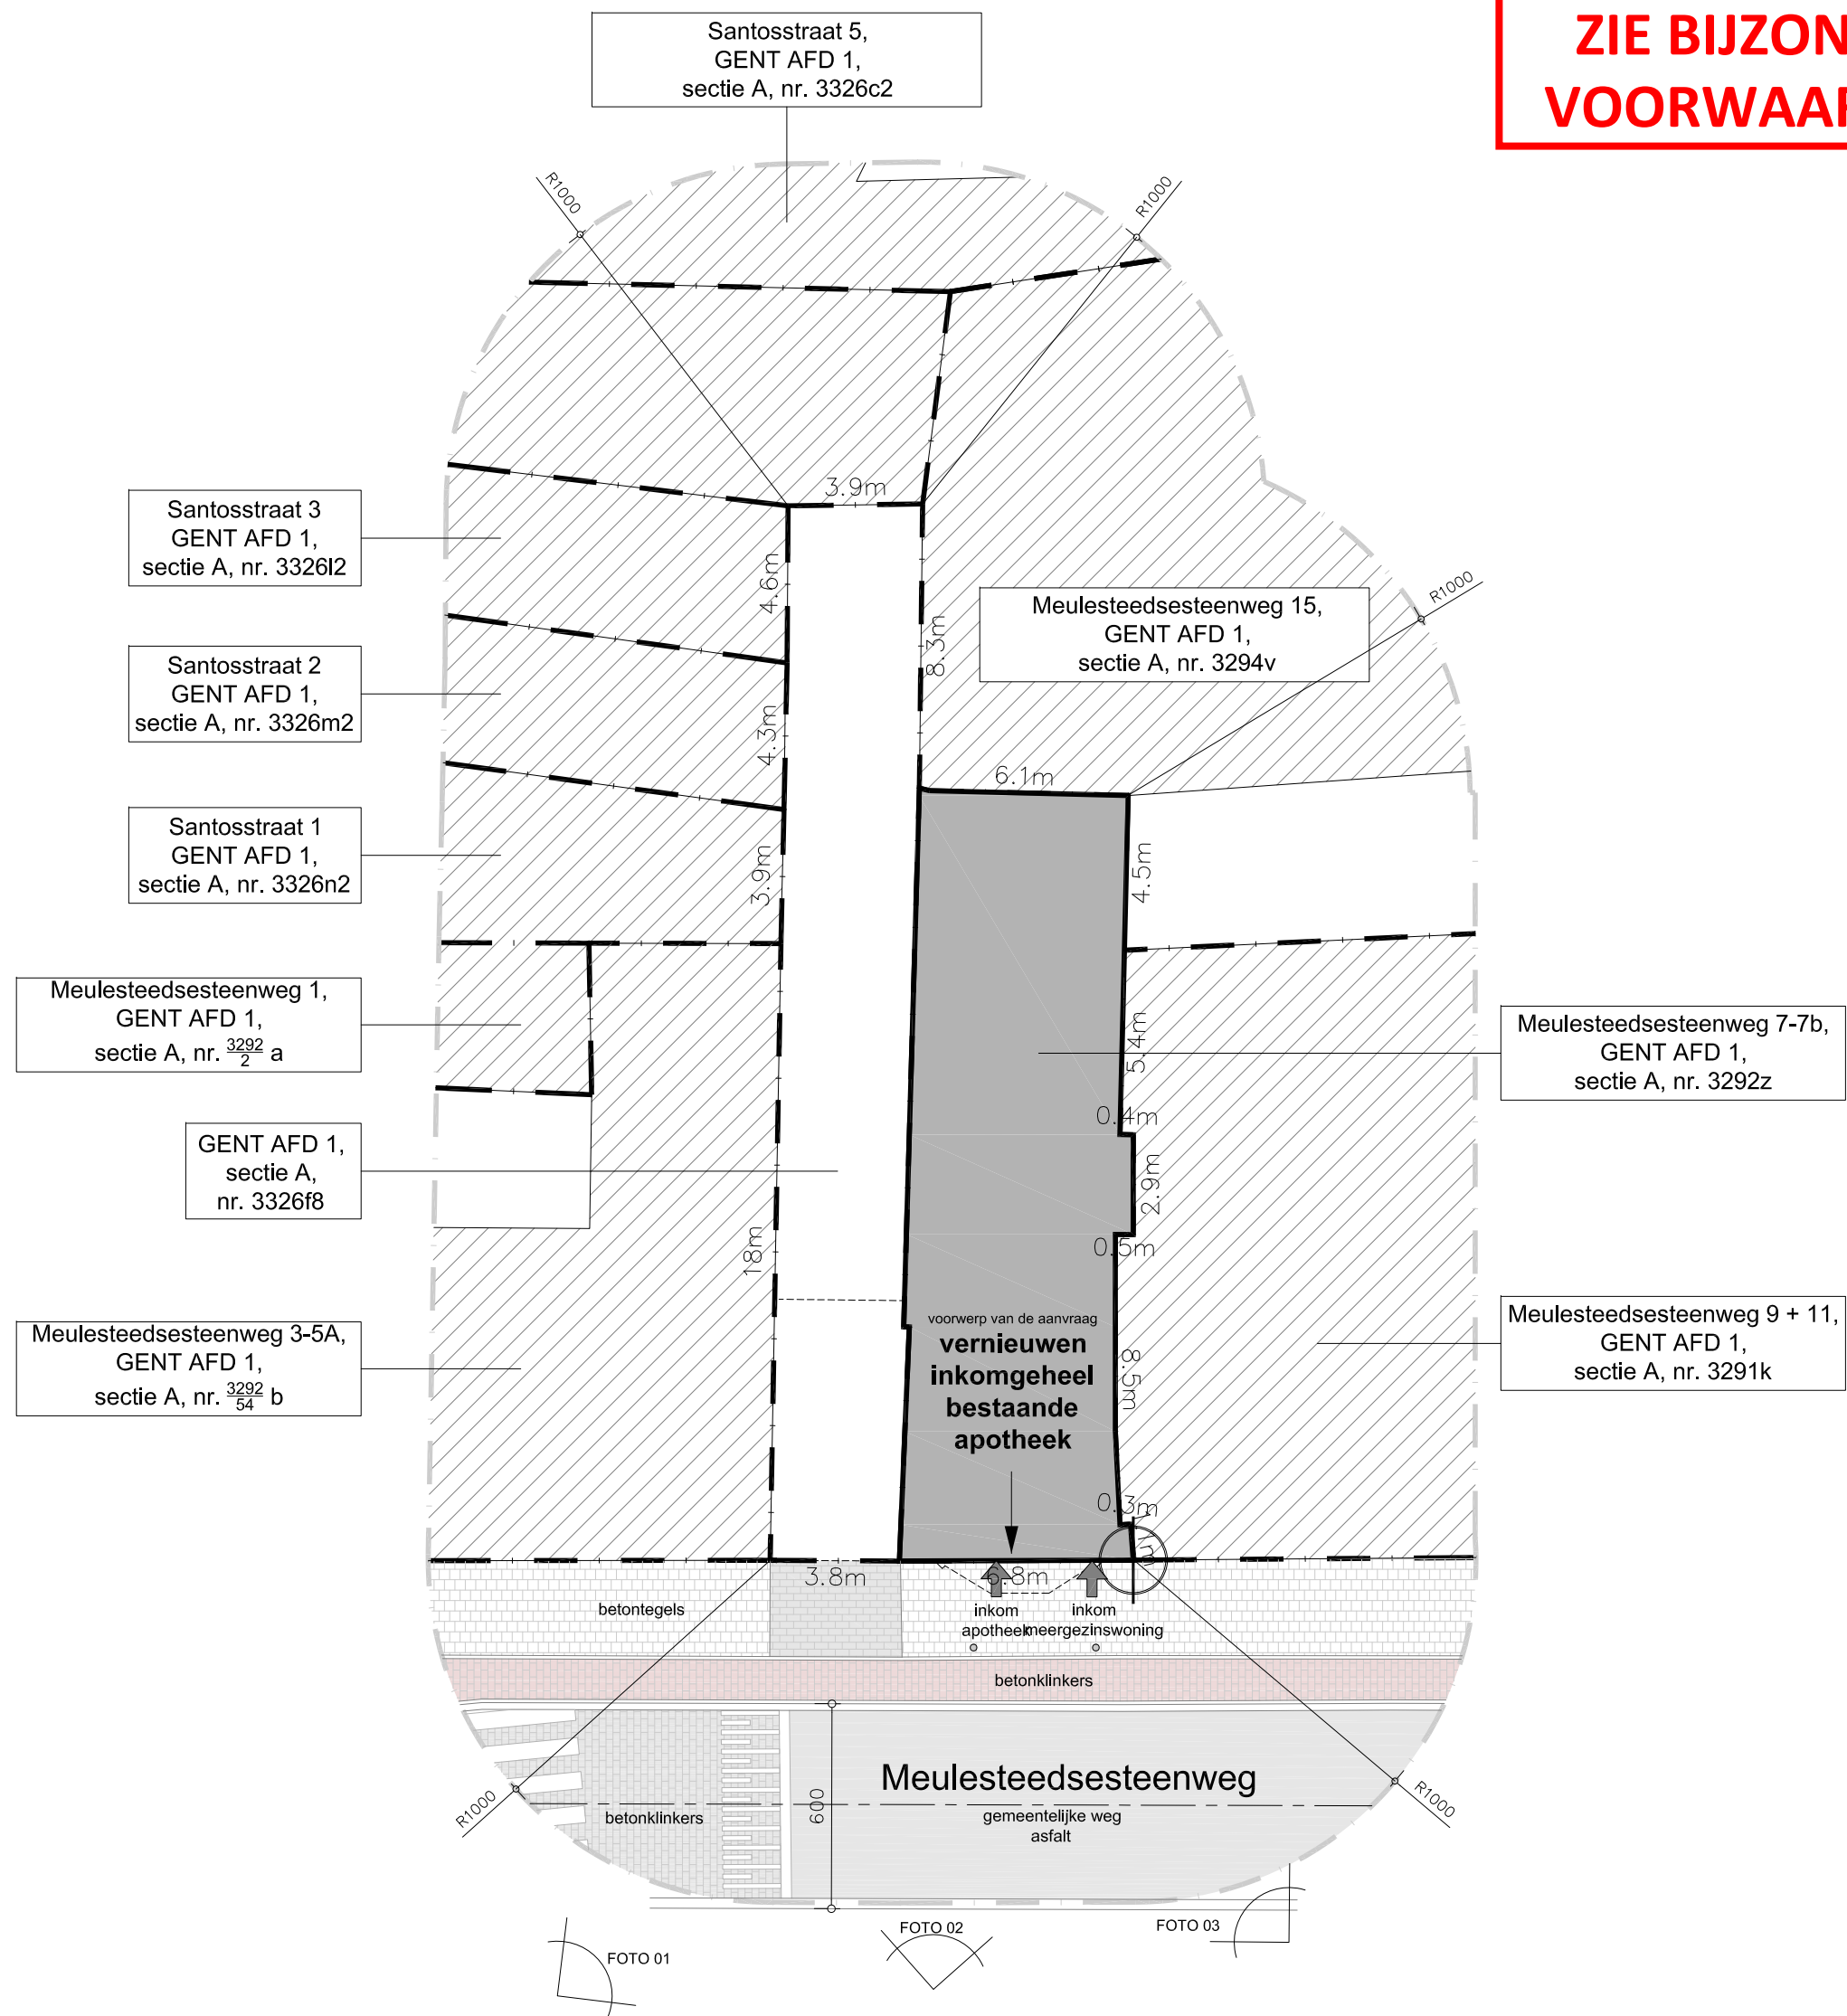 Santosstraat 5,
GENT AFD 1,
sectie A, nr. 3326c2
ZIE BIJZON
VOORWAAR
R1000
R1000
3.9m
Santosstraat 3
GENT AFD 1,
sectie A, nr. 3326l2
4.6m
R1000
Meulesteedsesteenweg 15,
GENT AFD 1,
sectie A, nr. 3294v
8.3m
Santosstraat 2
GENT AFD 1,
sectie A, nr. 3326m2
4.3m
6.1m
Santosstraat 1
GENT AFD 1,
sectie A, nr. 3326n2
3.9m
4.5m
Meulesteedsesteenweg 1,
GENT AFD 1,
sectie A, nr. 3292/2 a
5.4m
Meulesteedsesteenweg 7-7b,
GENT AFD 1,
sectie A, nr. 3292z
0.4m
GENT AFD 1,
sectie A,
nr. 3326f8
2.9m
18m
0.5m
Meulesteedsesteenweg 3-5A,
GENT AFD 1,
sectie A, nr. 3292/54 b
voorwerp van de aanvraag
vernieuwen
inkomgeheel
bestaande
apotheek
8.5m
Meulesteedsesteenweg 9 + 11,
GENT AFD 1,
sectie A, nr. 3291k
0.3m
3.8m
6.8m
betontegels
inkom
apotheek
inkom
meergezinswoning
betonklinkers
Meulesteedsesteenweg
gemeentelijke weg
asfalt
betonklinkers
600
R1000
R1000
FOTO 01
FOTO 02
FOTO 03